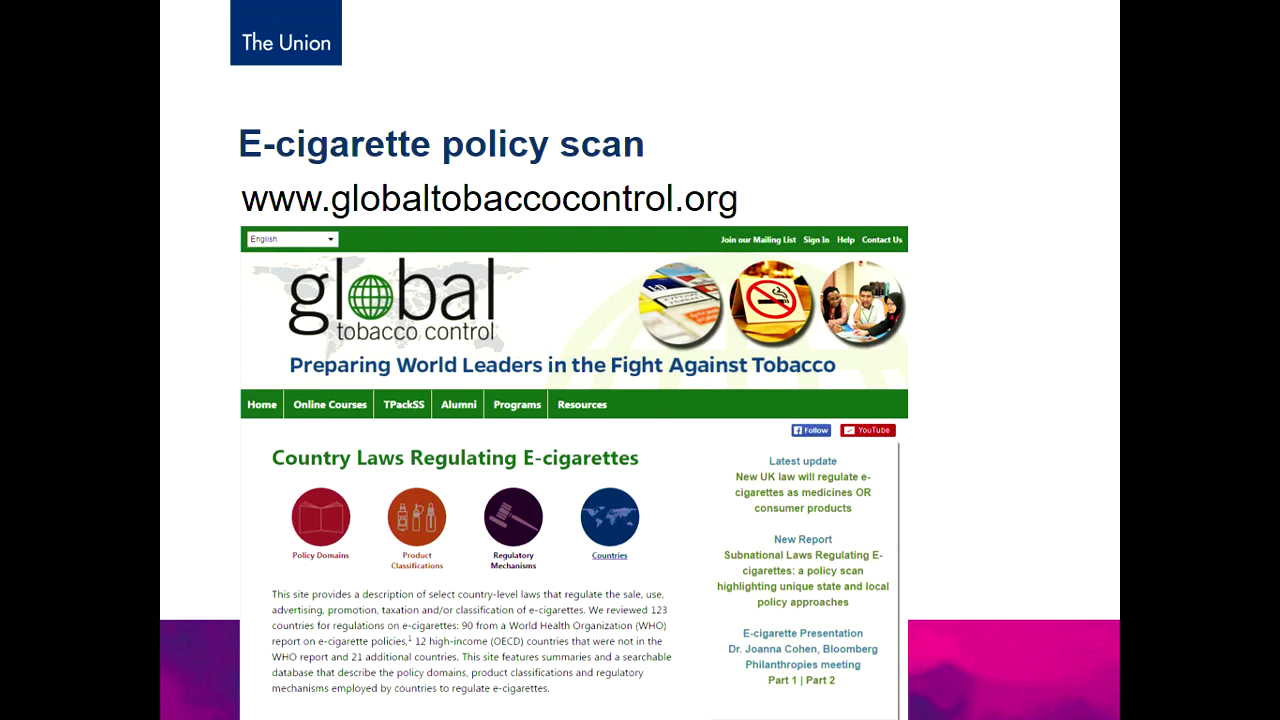 The Union
E-cigarette policy scan
www.globaltobaccocontrol.org
English
Join our Mailing List Sign In Help Contact Us
global
tobacco control
Preparing World Leaders in the Fight Against Tobacco
Home Online Courses TPackSS Alumni Programs Resources
Follow YouTube
Country Laws Regulating E-cigarettes
Policy Domains
Product
Classifications
Regulatory
Mechanisms
Countries
This site provides a description of select country-level laws that regulate the sale, use,
advertising, promotion, taxation and/or classification of e-cigarettes. We reviewed 123
countries for regulations on e-cigarettes: 90 from a World Health Organization (WHO)
report on e-cigarette policies,¹ 12 high-income (OECD) countries that were not in the
WHO report and 21 additional countries. This site features summaries and a searchable
database that describe the policy domains, product classifications and regulatory
mechanisms employed by countries to regulate e-cigarettes.
Latest update
New UK law will regulate e-
cigarettes as medicines OR
consumer products
New Report
Subnational Laws Regulating E-
cigarettes: a policy scan
highlighting unique state and local
policy approaches
E-cigarette Presentation
Dr. Joanna Cohen, Bloomberg
Philanthropies meeting
Part 1 | Part 2